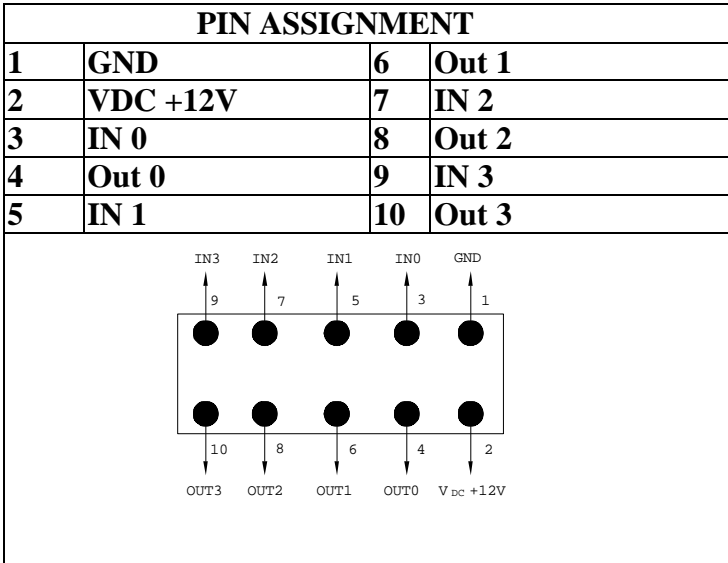 PIN ASSIGNMENT
1 GND 6 Out 1
2 VDC +12V 7 IN 2
3 IN 0 8 Out 2
4 Out 0 9 IN 3
5 IN 1 10 Out 3
IN3 IN2 IN1 IN0 GND
9 7 5 3 1
10 8 6 4 2
OUT3 OUT2 OUT1 OUT0 V DC +12V